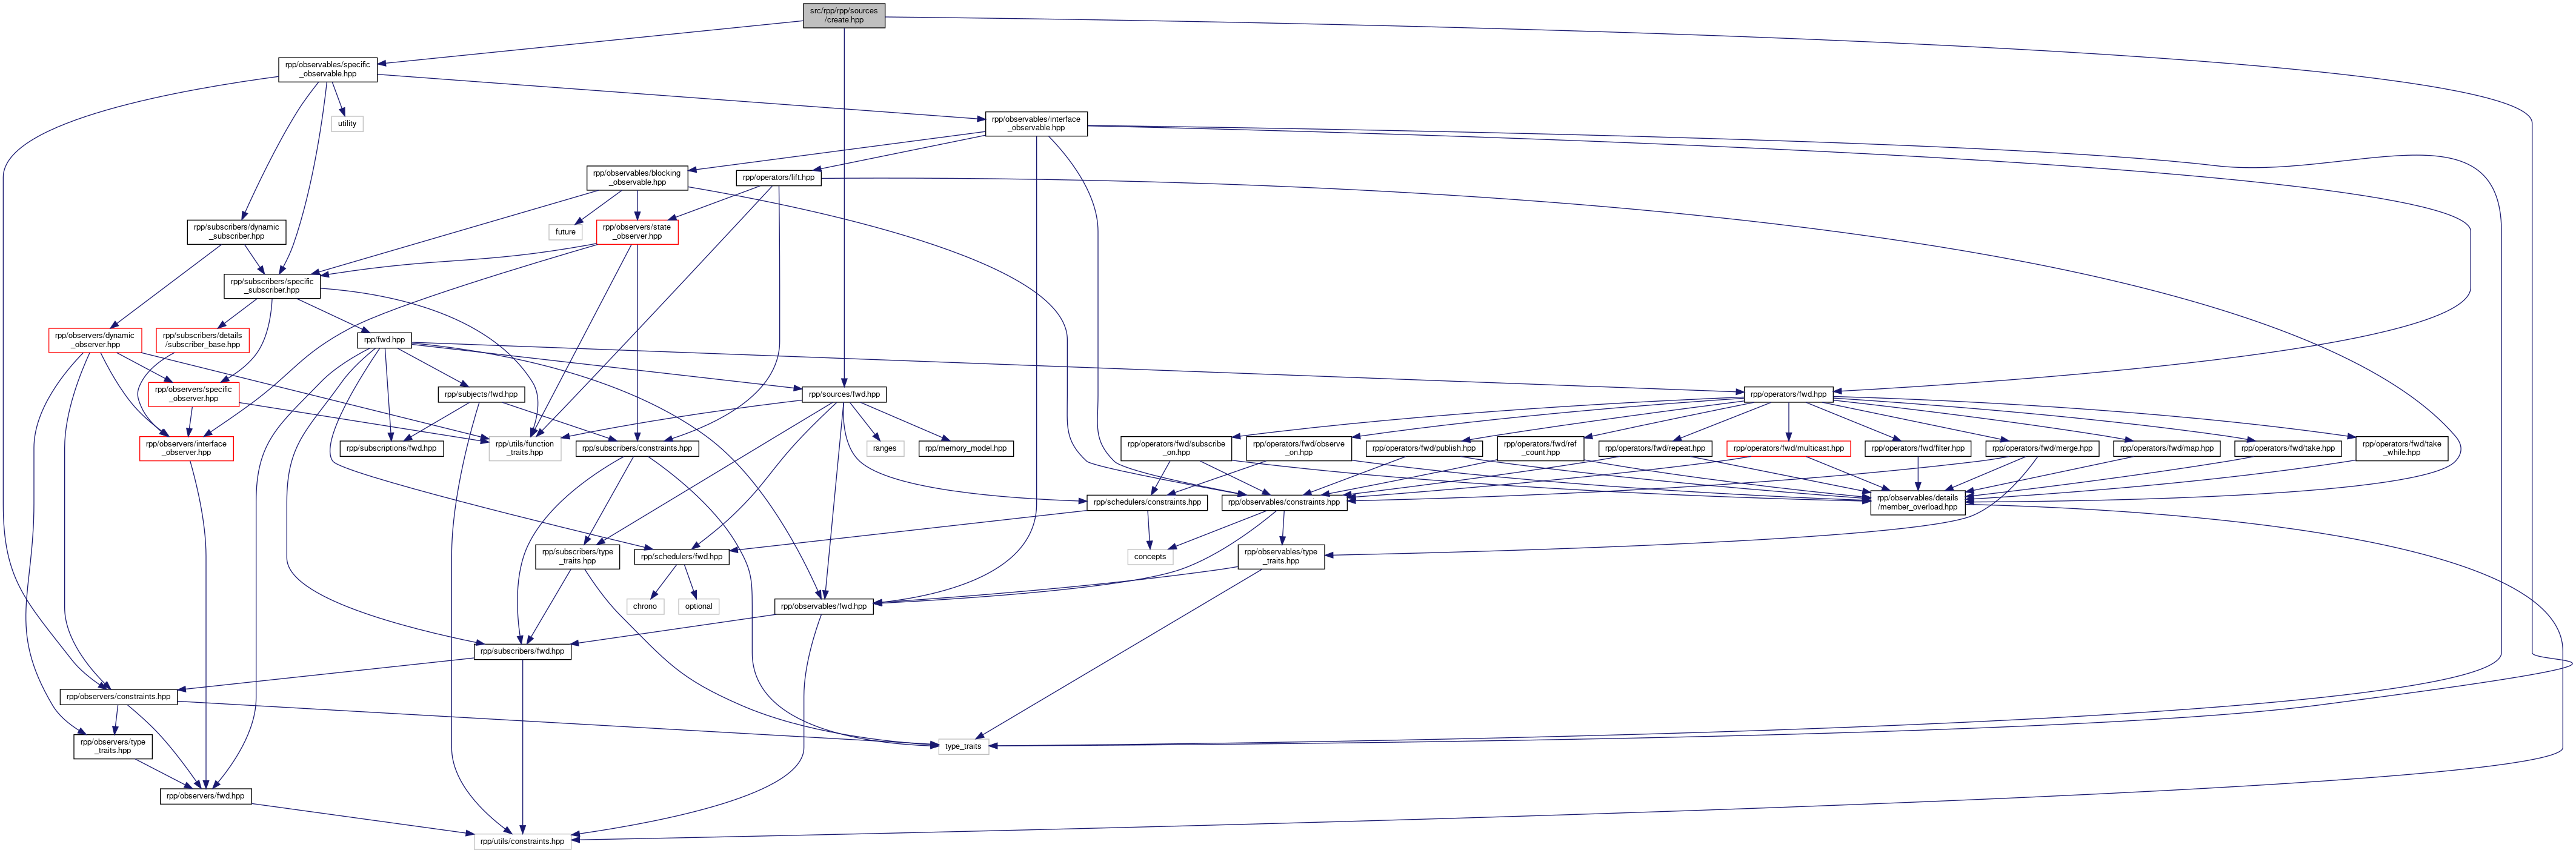 src/rpp/rpp/sources
/create.hpp
rpp/observables/specific
_observable.hpp
utility
rpp/observables/interface
_observable.hpp
rpp/observables/blocking
_observable.hpp
rpp/operators/lift.hpp
rpp/subscribers/dynamic
_subscriber.hpp
future
rpp/observers/state
_observer.hpp
rpp/subscribers/specific
_subscriber.hpp
rpp/observers/dynamic
_observer.hpp
rpp/subscribers/details
/subscriber_base.hpp
rpp/fwd.hpp
rpp/observers/specific
_observer.hpp
rpp/subjects/fwd.hpp
rpp/sources/fwd.hpp
rpp/operators/fwd.hpp
rpp/observers/interface
_observer.hpp
rpp/subscriptions/fwd.hpp
rpp/utils/function
_traits.hpp
rpp/subscribers/constraints.hpp
ranges
rpp/memory_model.hpp
rpp/operators/fwd/subscribe
_on.hpp
rpp/operators/fwd/observe
_on.hpp
rpp/operators/fwd/publish.hpp
rpp/operators/fwd/ref
_count.hpp
rpp/operators/fwd/repeat.hpp
rpp/operators/fwd/multicast.hpp
rpp/operators/fwd/filter.hpp
rpp/operators/fwd/merge.hpp
rpp/operators/fwd/map.hpp
rpp/operators/fwd/take.hpp
rpp/operators/fwd/take
_while.hpp
rpp/schedulers/constraints.hpp
rpp/observables/constraints.hpp
rpp/observables/details
/member_overload.hpp
rpp/subscribers/type
_traits.hpp
rpp/schedulers/fwd.hpp
concepts
rpp/observables/type
_traits.hpp
chrono
optional
rpp/observables/fwd.hpp
rpp/subscribers/fwd.hpp
rpp/observers/constraints.hpp
rpp/observers/type
_traits.hpp
type_traits
rpp/observers/fwd.hpp
rpp/utils/constraints.hpp